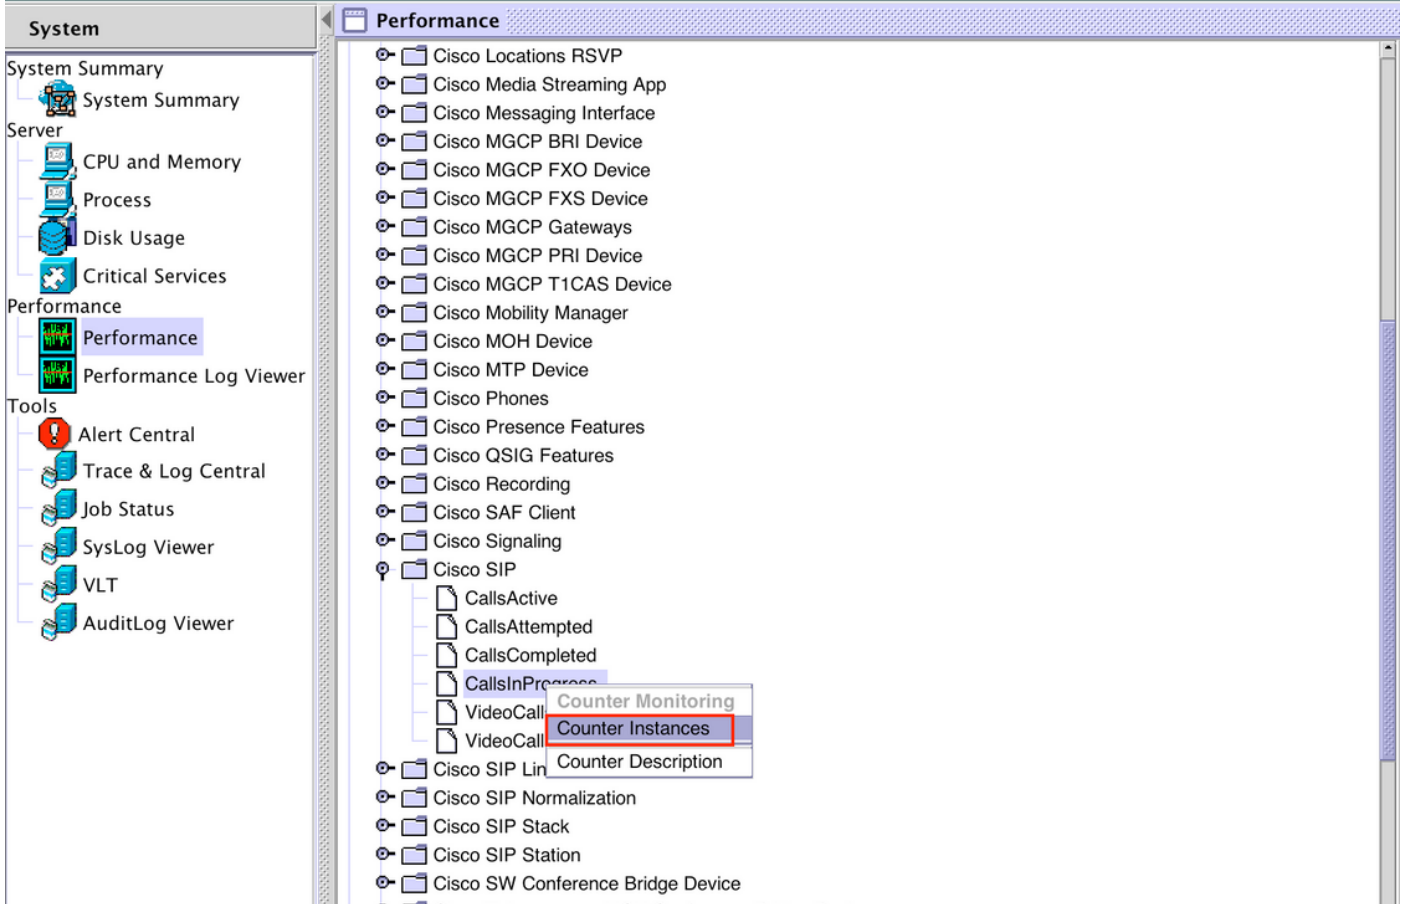 System
System Summary
System Summary
Server
CPU and Memory
Process
Disk Usage
Critical Services
Performance
Performance
Performance Log Viewer
Tools
Alert Central
Trace & Log Central
Job Status
SysLog Viewer
VLT
AuditLog Viewer
Performance
Cisco Locations RSVP
Cisco Media Streaming App
Cisco Messaging Interface
Cisco MGCP BRI Device
Cisco MGCP FXO Device
Cisco MGCP FXS Device
Cisco MGCP Gateways
Cisco MGCP PRI Device
Cisco MGCP T1CAS Device
Cisco Mobility Manager
Cisco MOH Device
Cisco MTP Device
Cisco Phones
Cisco Presence Features
Cisco QSIG Features
Cisco Recording
Cisco SAF Client
Cisco Signaling
Cisco SIP
CallsActive
CallsAttempted
CallsCompleted
CallsInProgress
VideoCall
VideoCall
Counter Monitoring
Counter Instances
Counter Description
Cisco SIP Lin
Cisco SIP Normalization
Cisco SIP Stack
Cisco SIP Station
Cisco SW Conference Bridge Device